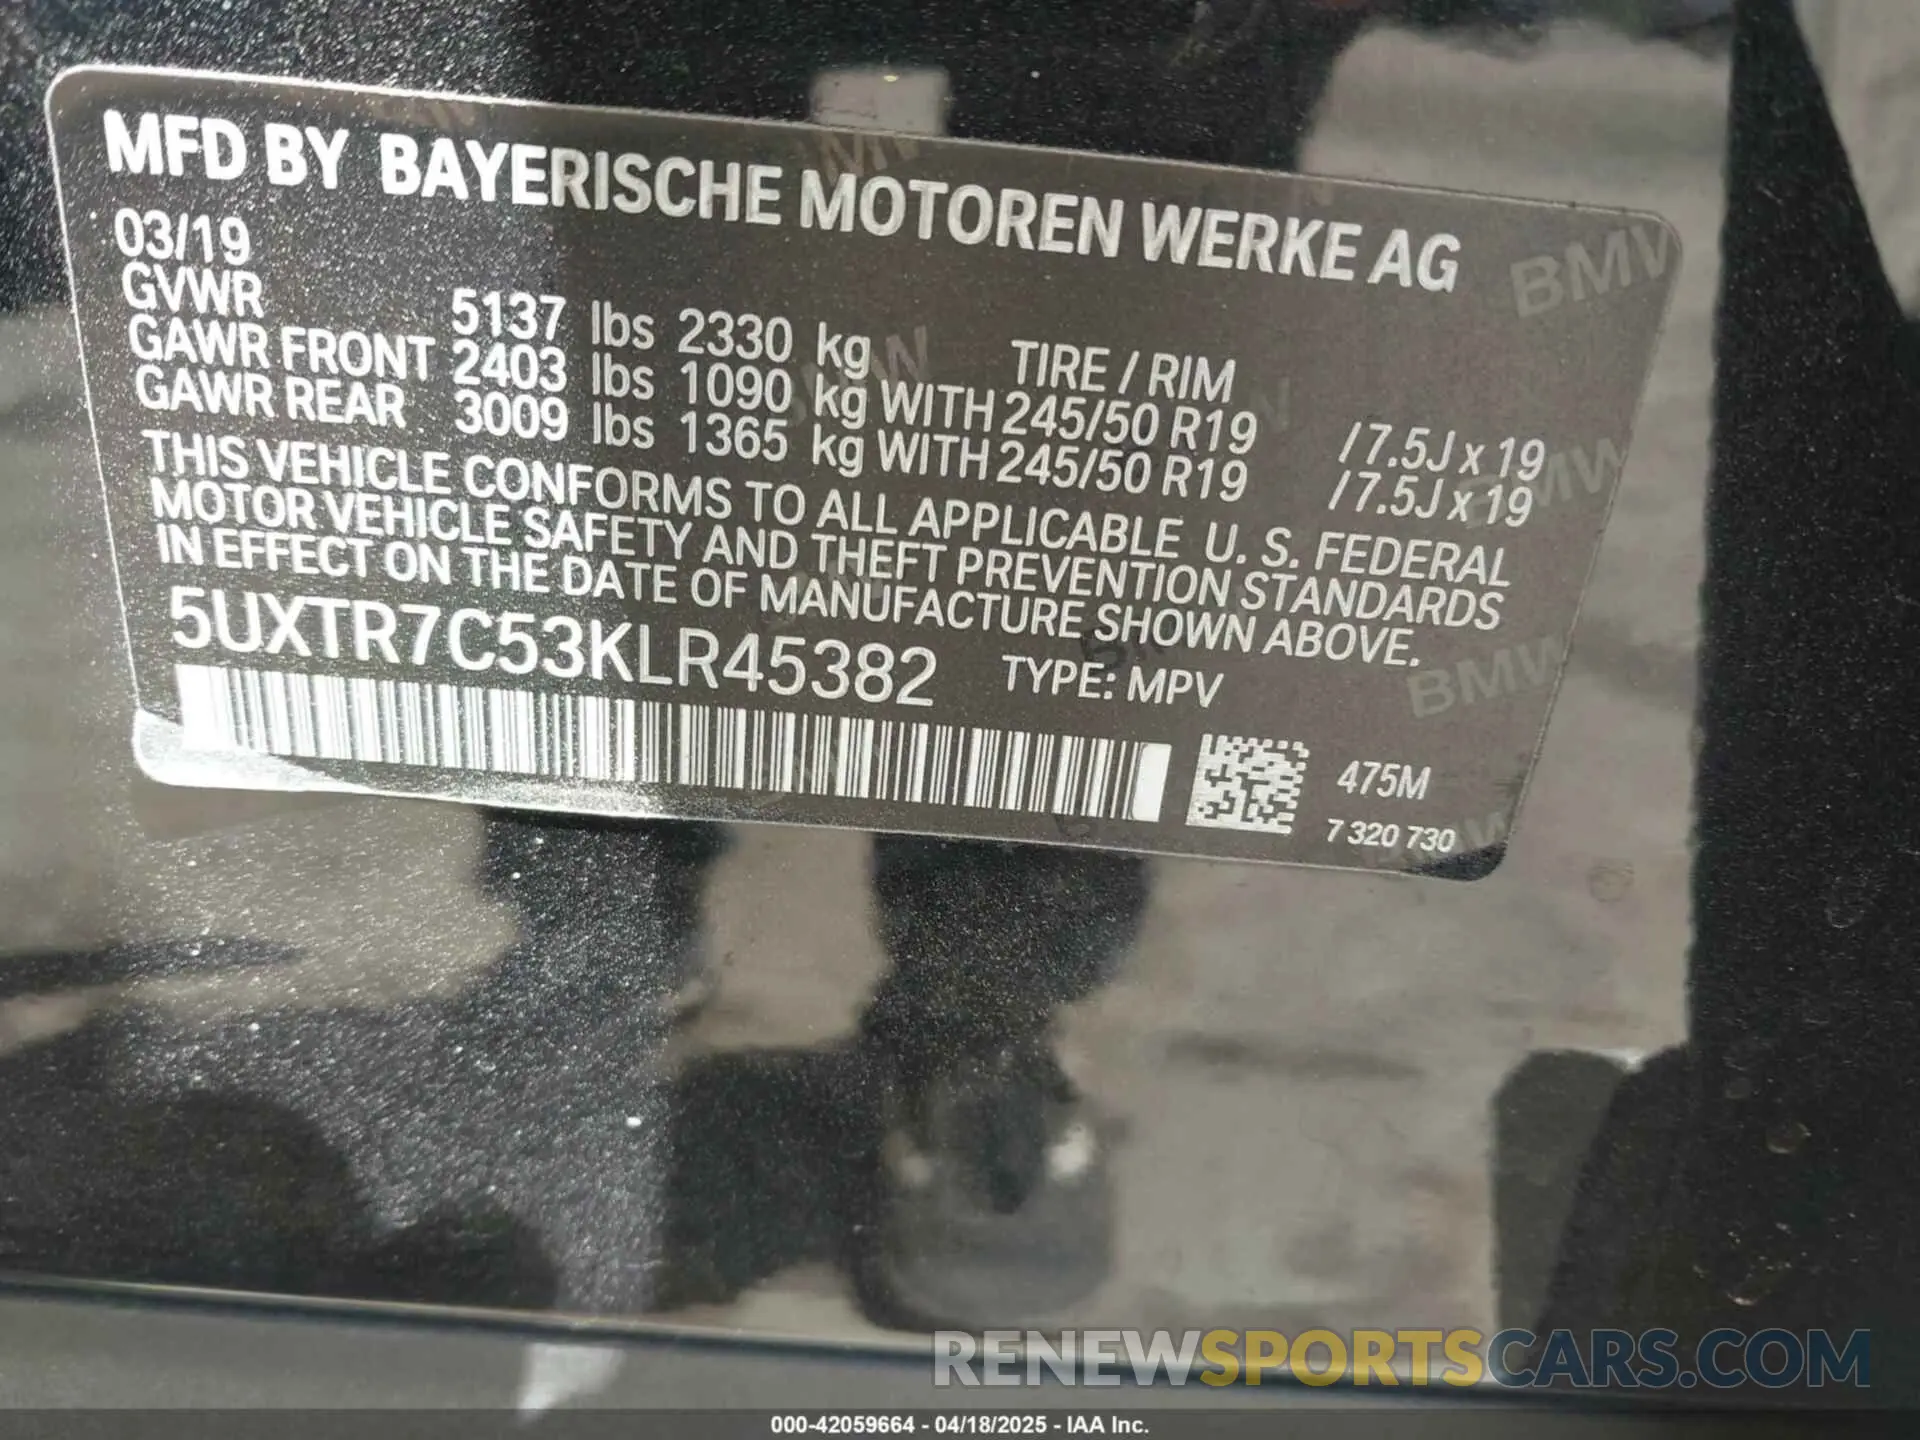 MFD BY BAYERISCHE MOTOREN WERKE AG
03/19
GVWR 5137 lbs 2330 kg TIRE / RIM
GAWR FRONT 2403 lbs 1090 kg WITH 245/50 R19 / 7.5J x 19
GAWR REAR 3009 lbs 1365 kg WITH 245/50 R19 / 7.5J x 19
THIS VEHICLE CONFORMS TO ALL APPLICABLE U. S. FEDERAL
MOTOR VEHICLE SAFETY AND THEFT PREVENTION STANDARDS
IN EFFECT ON THE DATE OF MANUFACTURE SHOWN ABOVE.
5UXTR7C53KLR45382 TYPE: MPV
475M
7 320 730
BMW
BMW
BMW
RENEWSPORTSCARS.COM
000-42059664 - 04/18/2025 - IAA Inc.